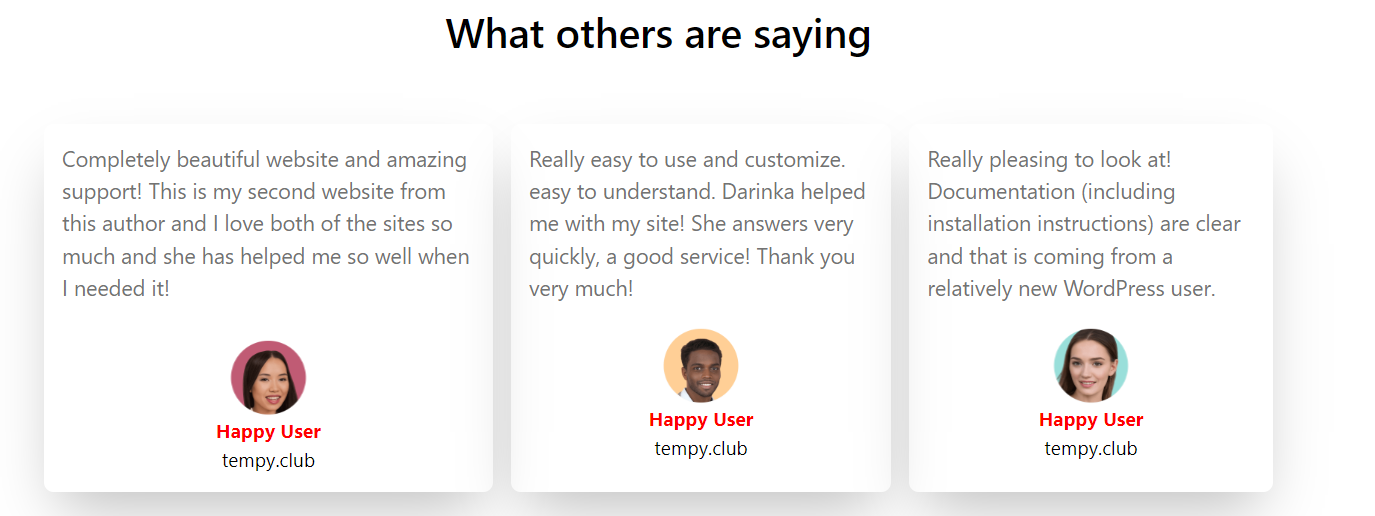 What others are saying
Completely beautiful website and amazing
support! This is my second website from
this author and I love both of the sites so
much and she has helped me so well when
I needed it!
Happy User
tempy.club
Really easy to use and customize.
easy to understand. Darinka helped
me with my site! She answers very
quickly, a good service! Thank you
very much!
Happy User
tempy.club
Really pleasing to look at!
Documentation (including
installation instructions) are clear
and that is coming from a
relatively new WordPress user.
Happy User
tempy.club